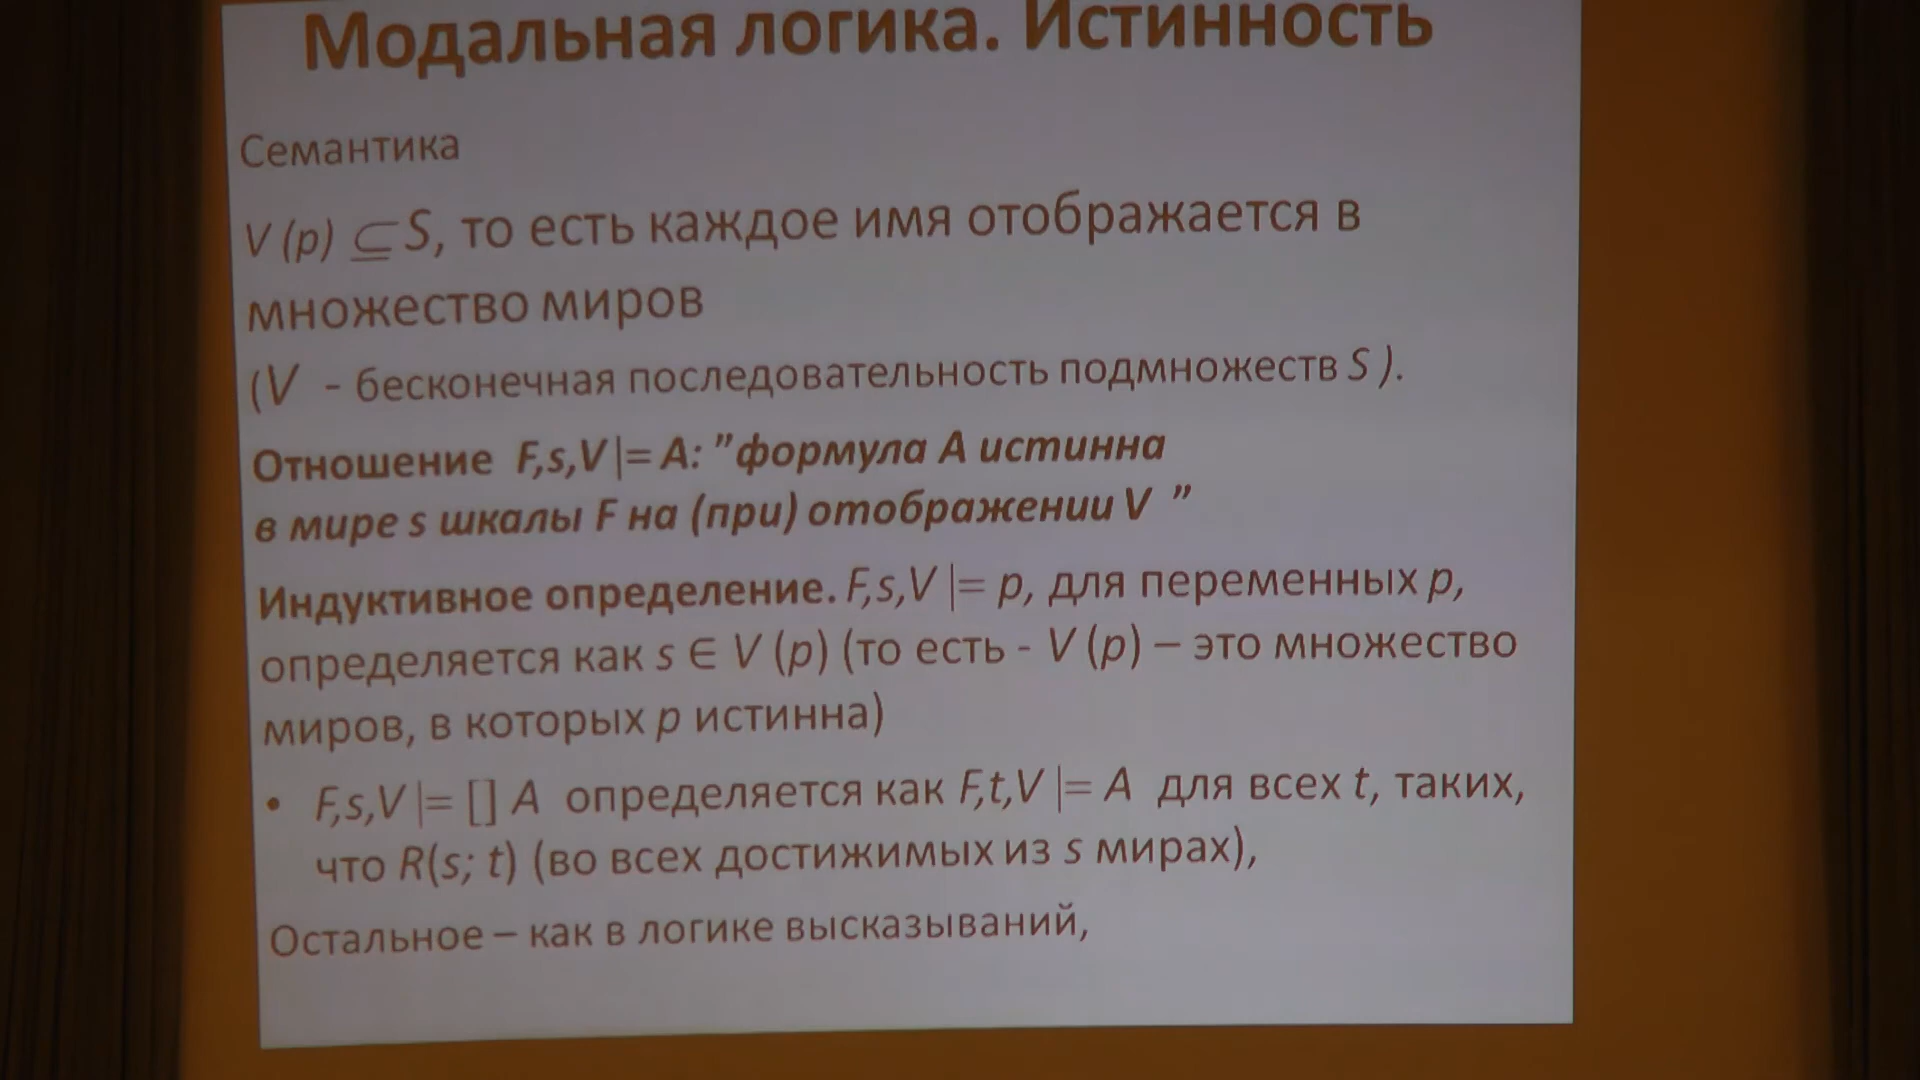 Модальная логика. Истинность
Семантика
V (p) ⊆ S, то есть каждое имя отображается в
множество миров
(V - бесконечная последовательность подмножеств S ).
Отношение F,s,V |= A: ”формула A истинна
в мире s шкалы F на (при) отображении V ”
Индуктивное определение. F,s,V |= p, для переменных p,
определяется как s ∈ V (p) (то есть - V (p) – это множество
миров, в которых p истинна)
• F,s,V |= [] A определяется как F,t,V |= A для всех t, таких,
что R(s; t) (во всех достижимых из s мирах),
Остальное – как в логике высказываний,